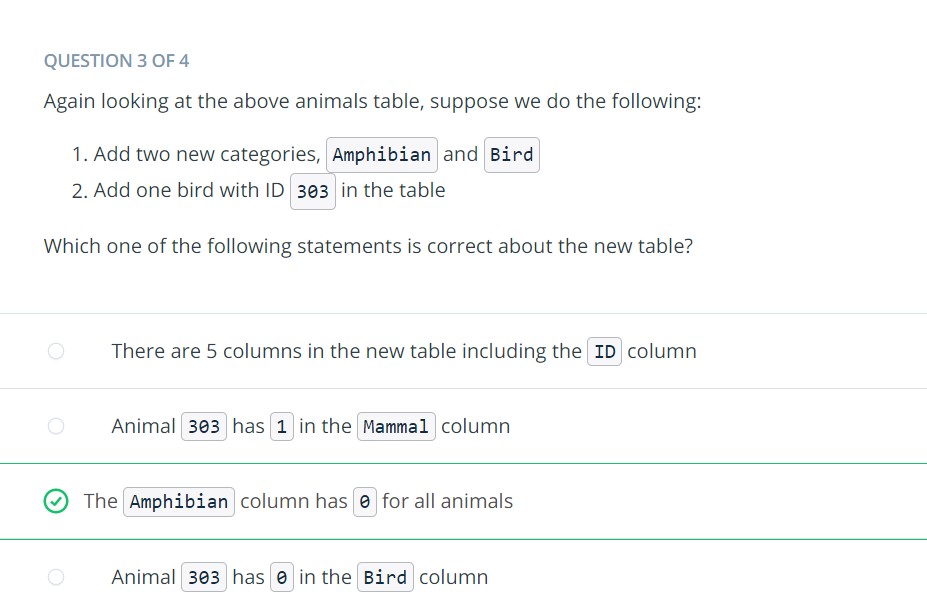 QUESTION 3 OF 4
Again looking at the above animals table, suppose we do the following:
1. Add two new categories, Amphibian and Bird
2. Add one bird with ID 303 in the table
Which one of the following statements is correct about the new table?
There are 5 columns in the new table including the ID column
Animal 303 has 1 in the Mammal column
The Amphibian column has 0 for all animals
Animal 303 has 0 in the Bird column